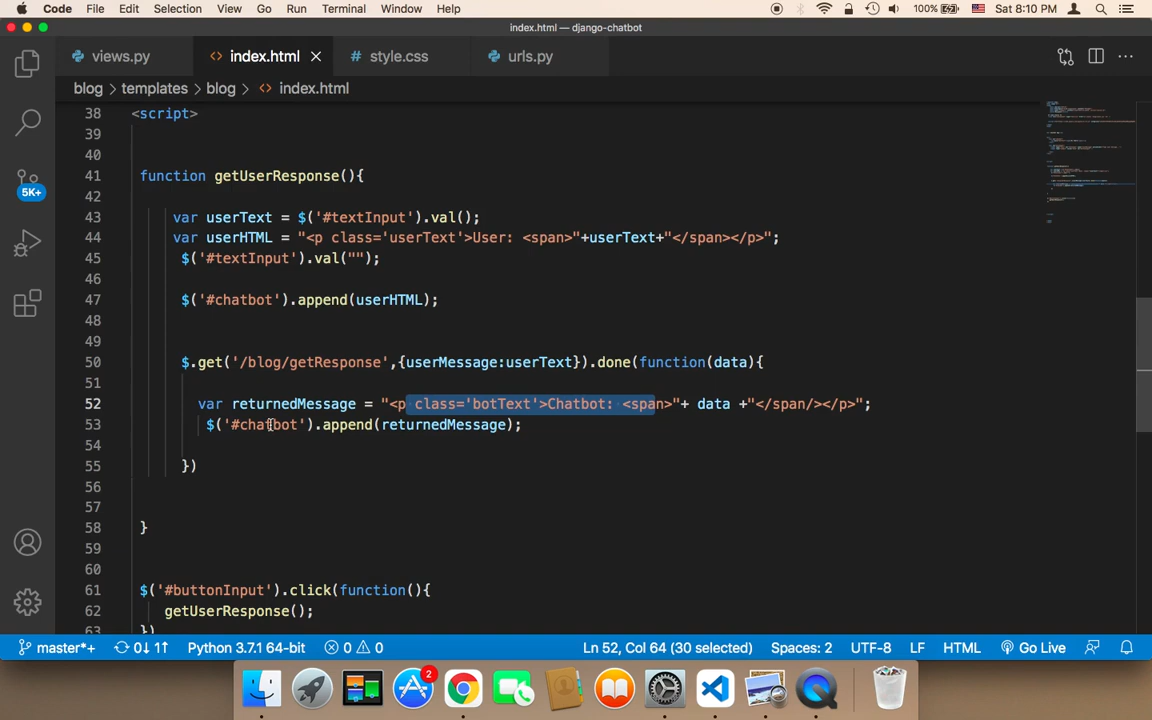 Code File Edit Selection View Go Run Terminal Window Help 100% Sat 8:10 PM
index.html — django-chatbot
views.py <> index.html × # style.css urls.py
blog > templates > blog > <> index.html
38 <script>
39
40
41 function getUserResponse(){
42
43 var userText = $('#textInput').val();
44 var userHTML = "<p class='userText'>User: <span>"+userText+"</span></p>";
45 $('#textInput').val("");
46
47 $('#chatbot').append(userHTML);
48
49
50 $.get('/blog/getResponse',{userMessage:userText}).done(function(data){
51
52 var returnedMessage = "<p class='botText'>Chatbot: <span>"+ data +"</span/></p>";
53 $('#chatbot').append(returnedMessage);
54
55 })
56
57
58 }
59
60
61 $('#buttonInput').click(function(){
62 getUserResponse();
63 })
5K+
master*+ 0↓ 1↑ Python 3.7.1 64-bit 0 0 Ln 52, Col 64 (30 selected) Spaces: 2 UTF-8 LF HTML Go Live
2